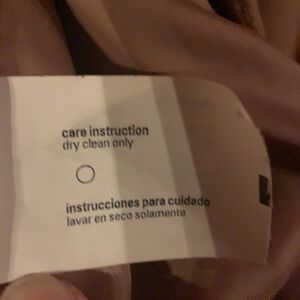 care instruction
dry clean only
instrucciones para cuidado
lavar en seco solamente